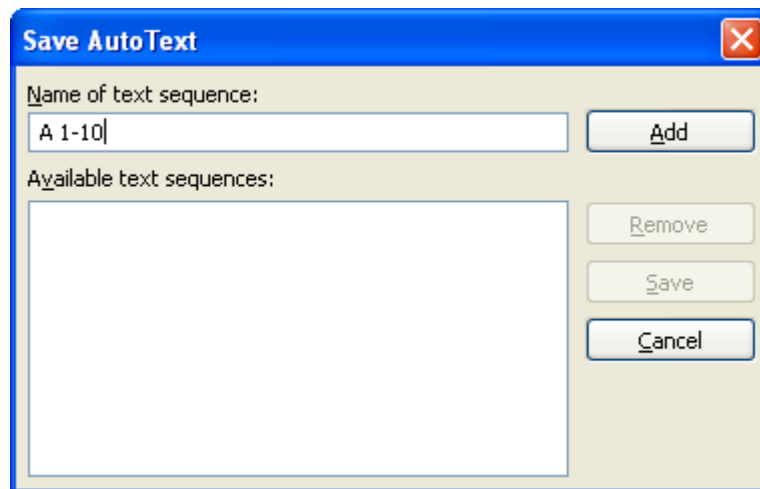 Save AutoText
Name of text sequence:
A 1-10
Add
Available text sequences:
Remove
Save
Cancel